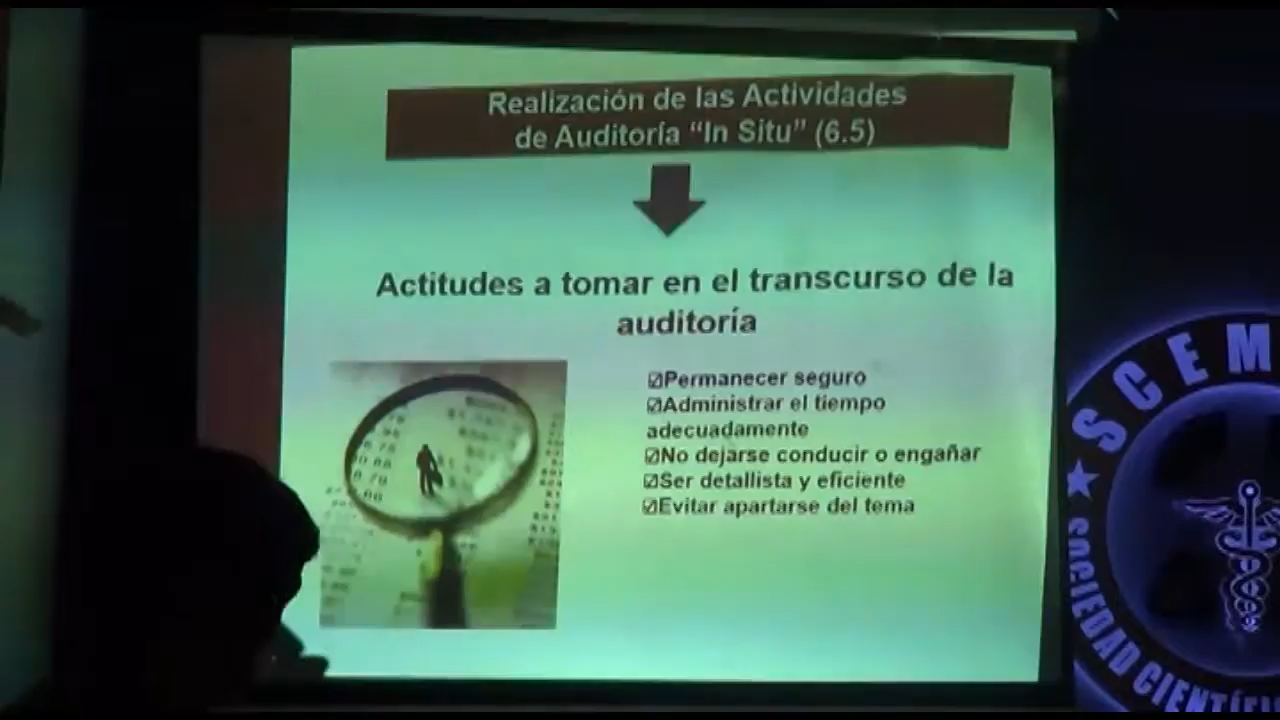 Realización de las Actividades
de Auditoría “In Situ” (6.5)
Actitudes a tomar en el transcurso de la
auditoría
☑Permanecer seguro
☑Administrar el tiempo
adecuadamente
☑No dejarse conducir o engañar
☑Ser detallista y eficiente
☑Evitar apartarse del tema
SCEM
★ SOCIEDAD